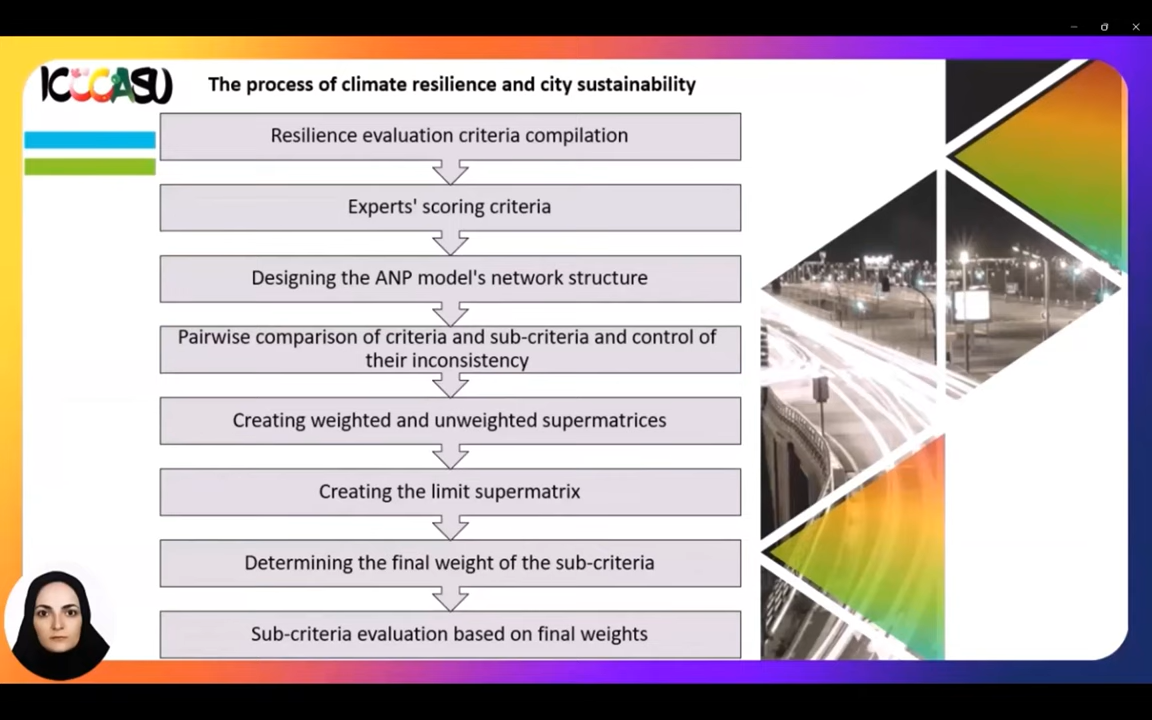 ICCCASU
The process of climate resilience and city sustainability
Resilience evaluation criteria compilation
Experts' scoring criteria
Designing the ANP model's network structure
Pairwise comparison of criteria and sub-criteria and control of
their inconsistency
Creating weighted and unweighted supermatrices
Creating the limit supermatrix
Determining the final weight of the sub-criteria
Sub-criteria evaluation based on final weights